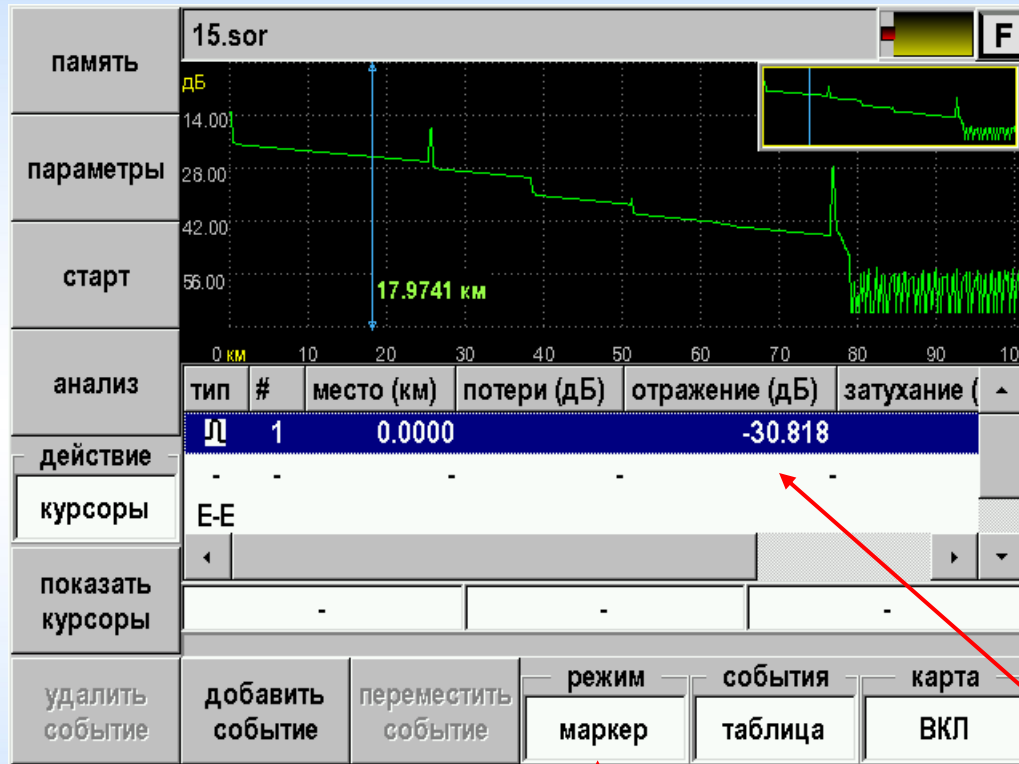 15.sor
F
память
параметры
старт
анализ
действие
курсоры
показать
курсоры
дБ
14.00
28.00
42.00
56.00
17.9741 км
0 км 10 20 30 40 50 60 70 80 90 10
тип # место (км) потери (дБ) отражение (дБ) затухание (
1 0.0000 -30.818
- - - - -
E-E
- - -
удалить
событие
добавить
событие
переместить
событие
режим
маркер
события
таблица
карта
ВКЛ